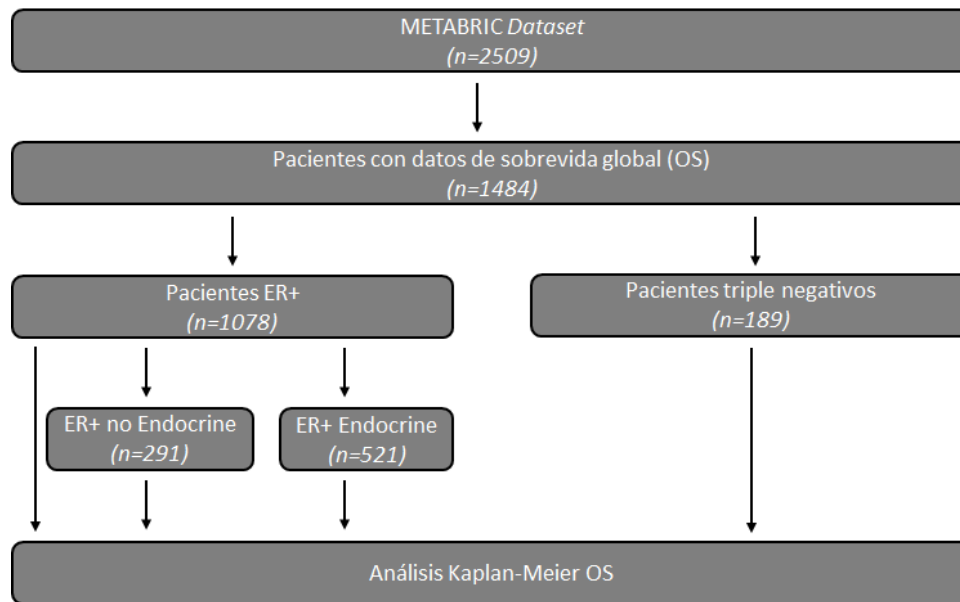 METABRIC Dataset
(n=2509)
Pacientes con datos de sobrevida global (OS)
(n=1484)
Pacientes ER+
(n=1078)
Pacientes triple negativos
(n=189)
ER+ no Endocrine
(n=291)
ER+ Endocrine
(n=521)
Análisis Kaplan-Meier OS